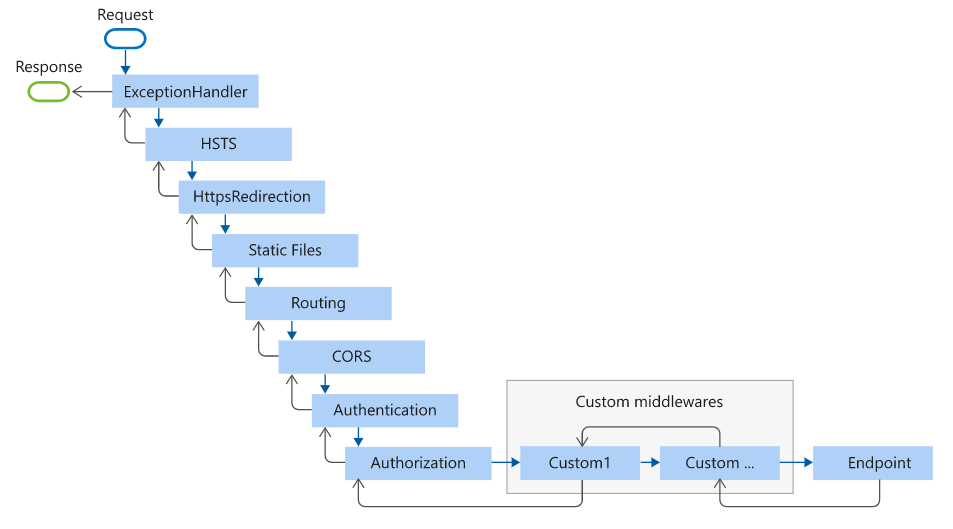 Request
Response
ExceptionHandler
HSTS
HttpsRedirection
Static Files
Routing
CORS
Authentication
Custom middlewares
Authorization
Custom1
Custom ...
Endpoint